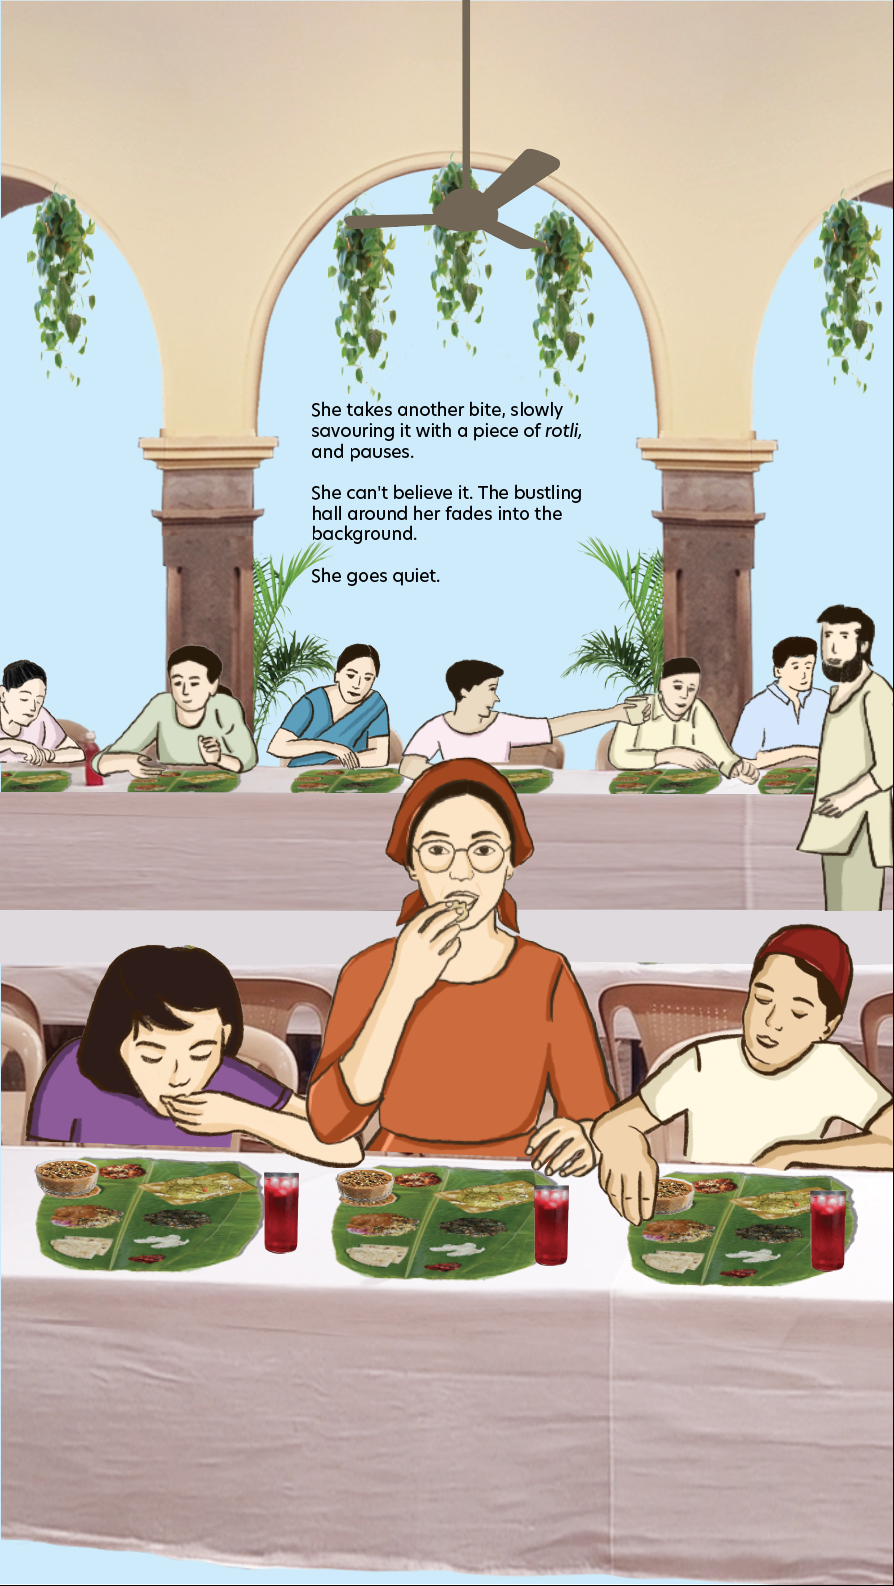 She takes another bite, slowly
savouring it with a piece of rotli,
and pauses.
She can't believe it. The bustling
hall around her fades into the
background.
She goes quiet.